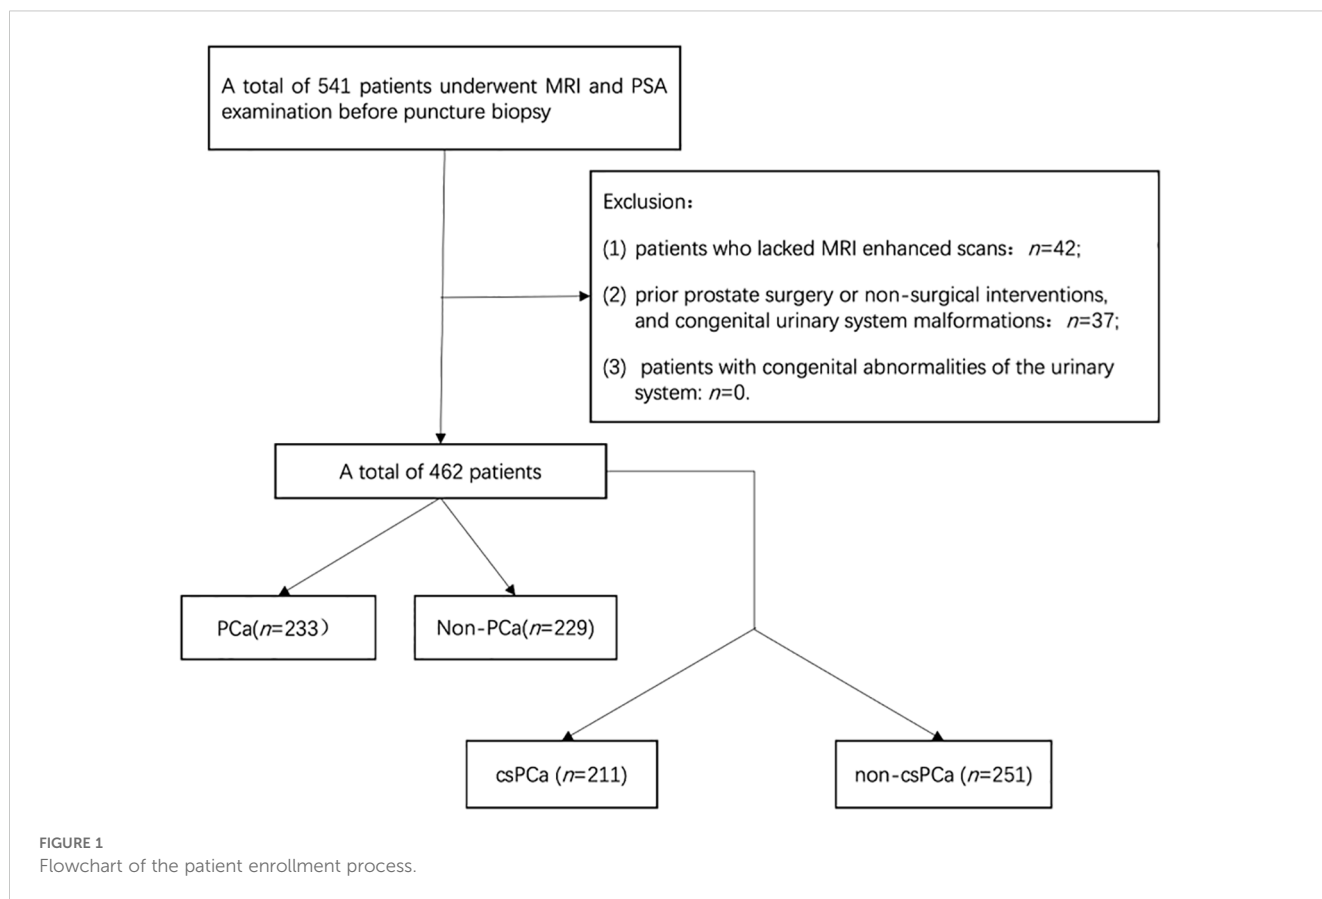 A total of 541 patients underwent MRI and PSA
examination before puncture biopsy
Exclusion：
(1) patients who lacked MRI enhanced scans： n=42;
(2) prior prostate surgery or non-surgical interventions,
and congenital urinary system malformations： n=37;
(3) patients with congenital abnormalities of the urinary
system: n=0.
A total of 462 patients
PCa(n=233）
Non-PCa(n=229)
csPCa (n=211)
non-csPCa (n=251)
FIGURE 1
Flowchart of the patient enrollment process.